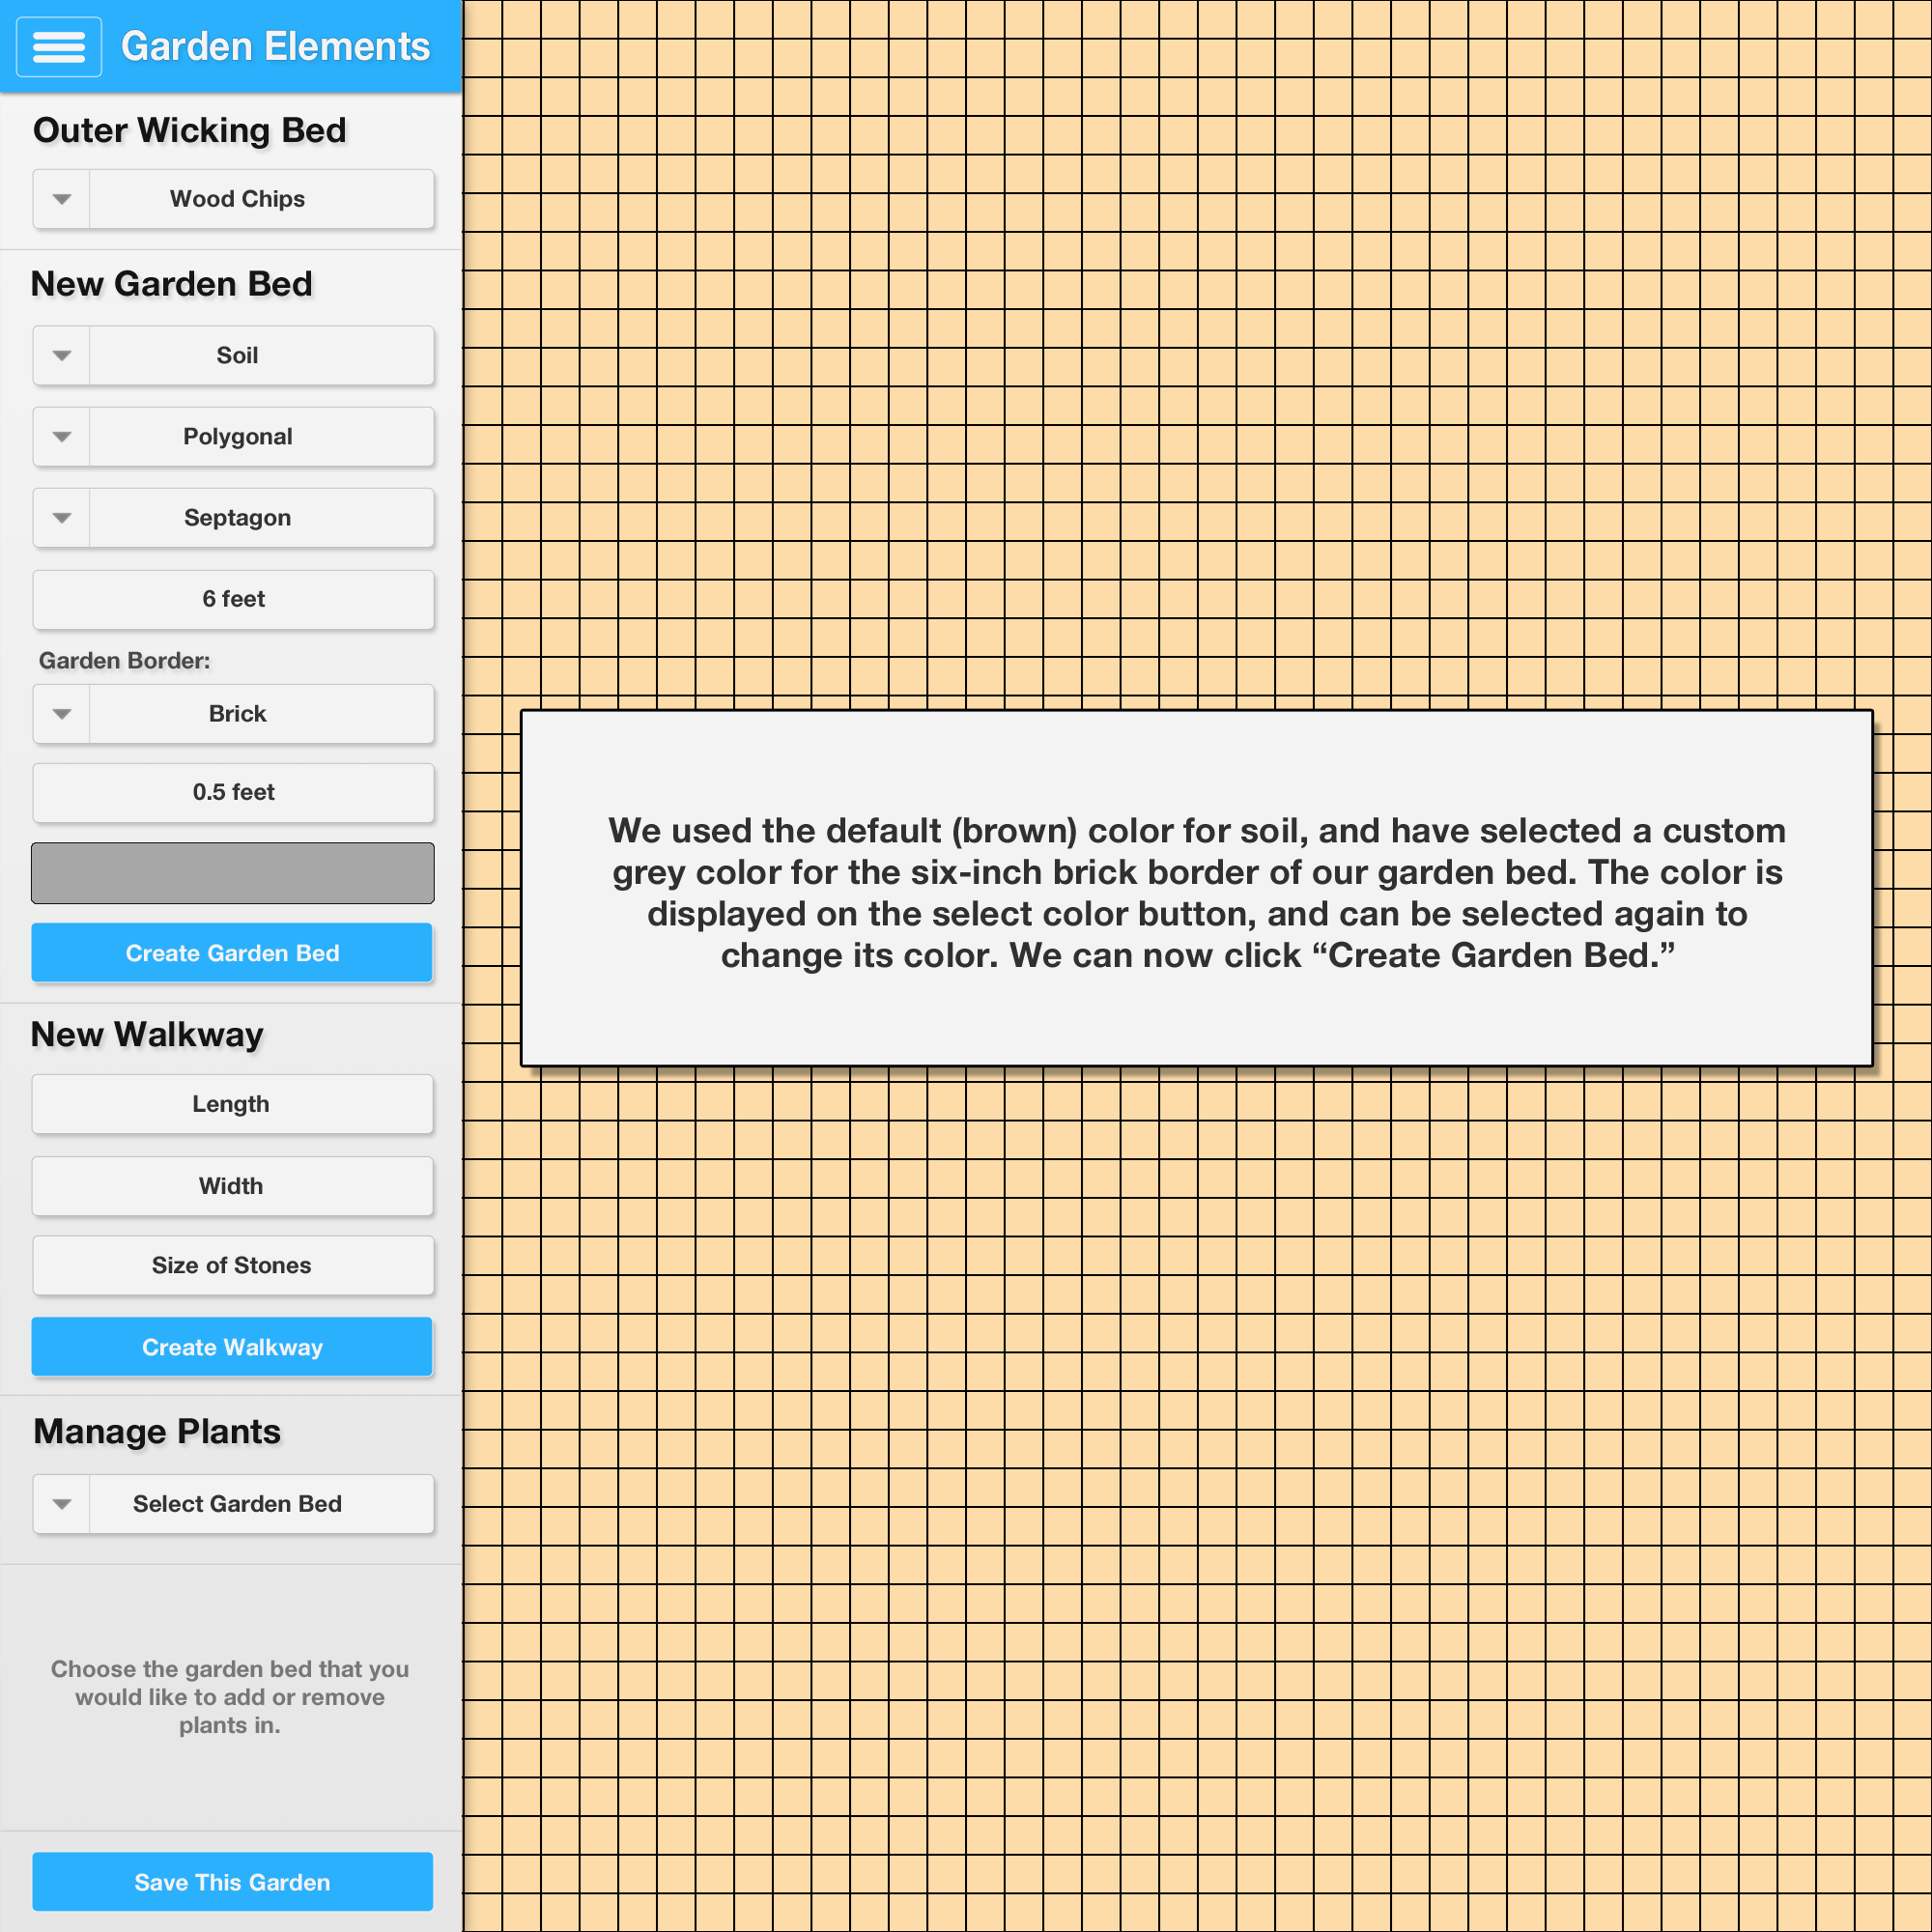 Garden Elements
Outer Wicking Bed
Wood Chips
New Garden Bed
Soil
Polygonal
Septagon
6 feet
Garden Border:
Brick
0.5 feet
Create Garden Bed
New Walkway
Length
Width
Size of Stones
Create Walkway
Manage Plants
Select Garden Bed
Choose the garden bed that you
would like to add or remove
plants in.
Save This Garden
We used the default (brown) color for soil, and have selected a custom
grey color for the six-inch brick border of our garden bed. The color is
displayed on the select color button, and can be selected again to
change its color. We can now click “Create Garden Bed.”